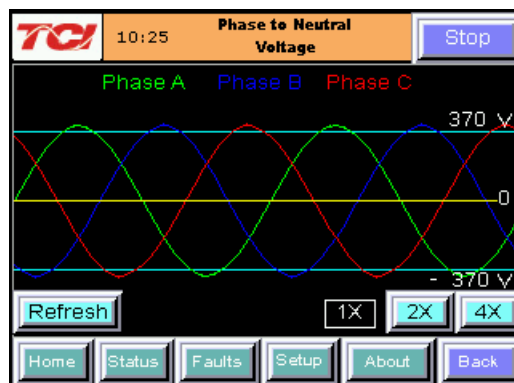 TCI
10:25
Phase to Neutral
Voltage
Stop
Phase A Phase B Phase C
370 V
0
- 370 V
Refresh
1X
2X
4X
Home
Status
Faults
Setup
About
Back